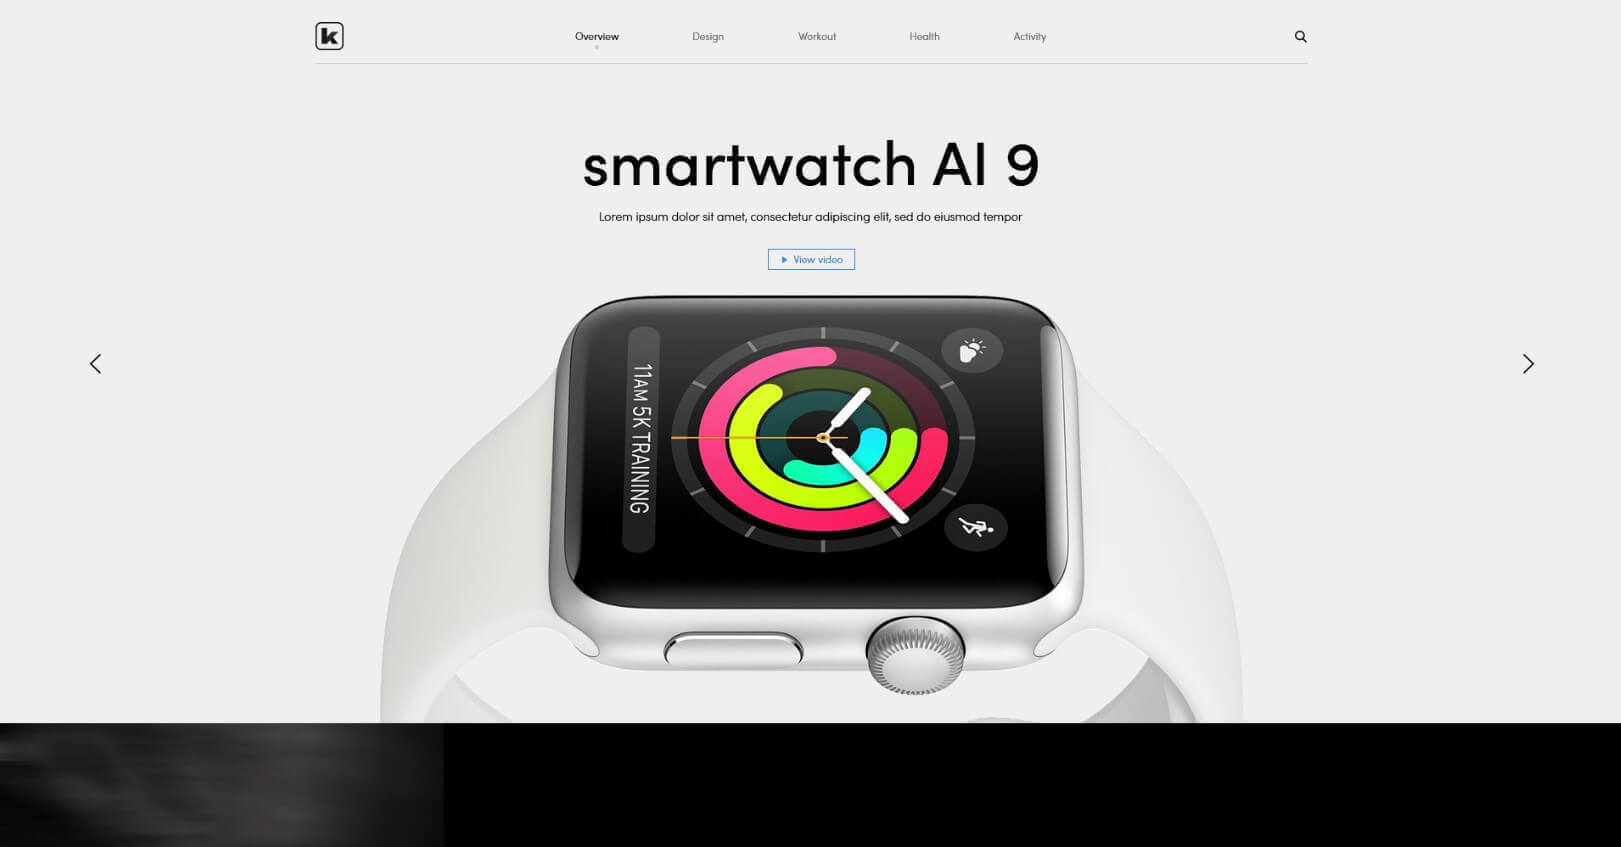 k
Overview
Design
Workout
Health
Activity
smartwatch AI 9
Lorem ipsum dolor sit amet, consectetur adipiscing elit, sed do eiusmod tempor
View video
11AM 5K TRAINING